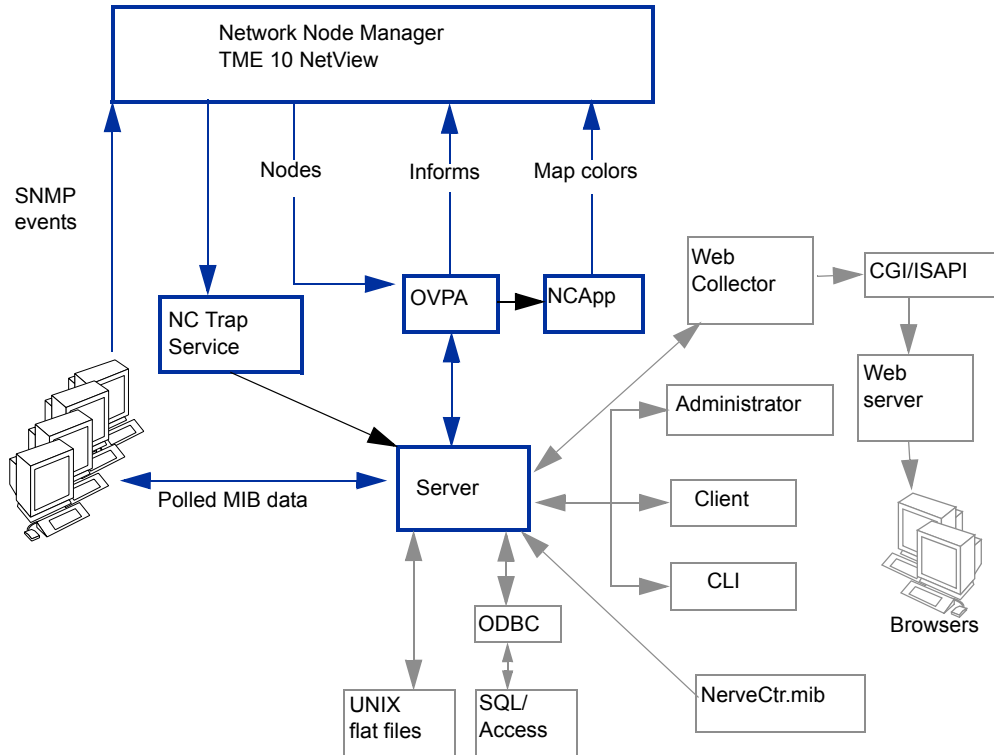 Network Node Manager
TME 10 NetView
Nodes
Informs
Map colors
SNMP
events
OVPA
NCApp
NC Trap
Service
Web
Collector
CGI/ISAPI
Web
server
Administrator
Server
Client
Polled MIB data
CLI
Browsers
ODBC
UNIX
flat files
SQL/
Access
NerveCtr.mib